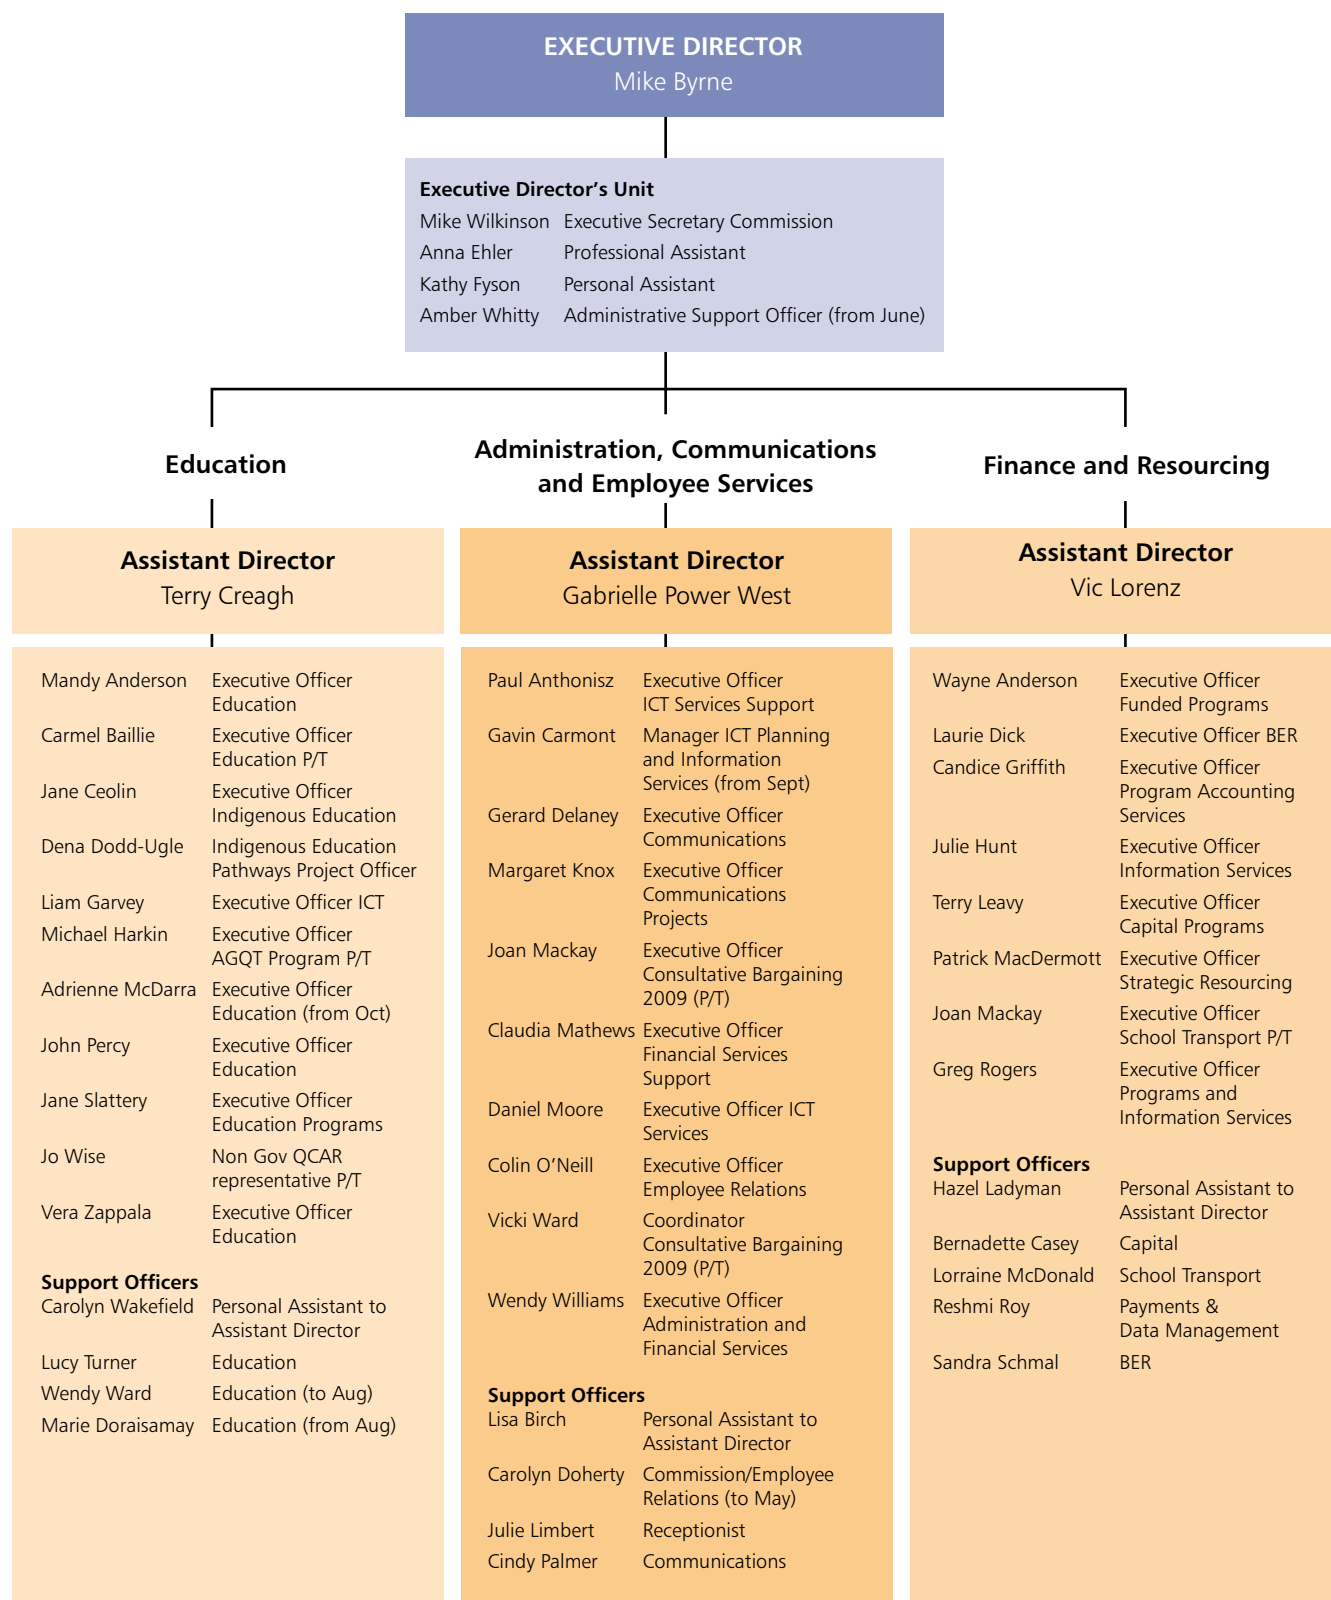 EXECUTIVE DIRECTOR
Mike Byrne
Executive Director’s Unit
Mike Wilkinson Executive Secretary Commission
Anna Ehler Professional Assistant
Kathy Fyson Personal Assistant
Amber Whitty Administrative Support Officer (from June)
Education
Assistant Director
Terry Creagh
Mandy Anderson Executive Officer
Education
Carmel Baillie Executive Officer
Education P/T
Jane Ceolin Executive Officer
Indigenous Education
Dena Dodd-Ugle Indigenous Education
Pathways Project Officer
Liam Garvey Executive Officer ICT
Michael Harkin Executive Officer
AGQT Program P/T
Adrienne McDarra Executive Officer
Education (from Oct)
John Percy Executive Officer
Education
Jane Slattery Executive Officer
Education Programs
Jo Wise Non Gov QCAR
representative P/T
Vera Zappala Executive Officer
Education
Support Officers
Carolyn Wakefield Personal Assistant to
Assistant Director
Lucy Turner Education
Wendy Ward Education (to Aug)
Marie Doraisamay Education (from Aug)
Administration, Communications
and Employee Services
Assistant Director
Gabrielle Power West
Paul Anthonisz Executive Officer
ICT Services Support
Gavin Carmont Manager ICT Planning
and Information
Services (from Sept)
Gerard Delaney Executive Officer
Communications
Margaret Knox Executive Officer
Communications
Projects
Joan Mackay Executive Officer
Consultative Bargaining
2009 (P/T)
Claudia Mathews Executive Officer
Financial Services
Support
Daniel Moore Executive Officer ICT
Services
Colin O’Neill Executive Officer
Employee Relations
Vicki Ward Coordinator
Consultative Bargaining
2009 (P/T)
Wendy Williams Executive Officer
Administration and
Financial Services
Support Officers
Lisa Birch Personal Assistant to
Assistant Director
Carolyn Doherty Commission/Employee
Relations (to May)
Julie Limbert Receptionist
Cindy Palmer Communications
Finance and Resourcing
Assistant Director
Vic Lorenz
Wayne Anderson Executive Officer
Funded Programs
Laurie Dick Executive Officer BER
Candice Griffith Executive Officer
Program Accounting
Services
Julie Hunt Executive Officer
Information Services
Terry Leavy Executive Officer
Capital Programs
Patrick MacDermott Executive Officer
Strategic Resourcing
Joan Mackay Executive Officer
School Transport P/T
Greg Rogers Executive Officer
Programs and
Information Services
Support Officers
Hazel Ladyman Personal Assistant to
Assistant Director
Bernadette Casey Capital
Lorraine McDonald School Transport
Reshmi Roy Payments &
Data Management
Sandra Schmal BER